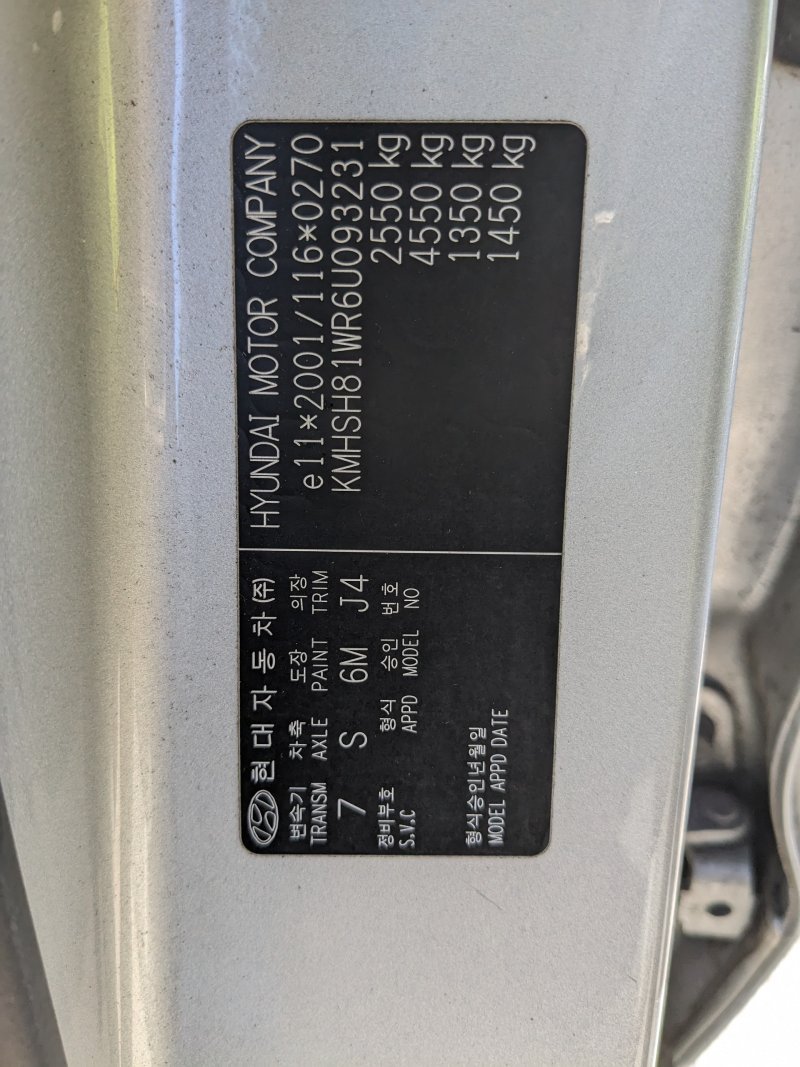 현대자동차(주)
변속기 차축 도장 의장
TRANSM AXLE PAINT TRIM
7 S 6M J4
정비부호 형식 승인 번호
S.V.C APPD MODEL NO
형식승인년월일
MODEL APPD DATE
HYUNDAI MOTOR COMPANY
e11*2001/116*0270
KMHSH81WR6U093231
2550 kg
4550 kg
1350 kg
1450 kg